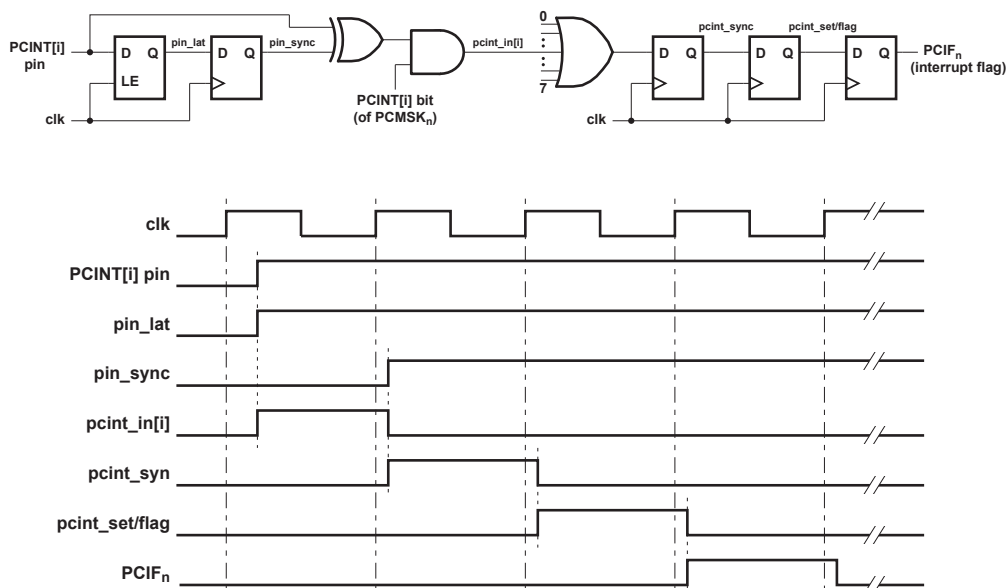 PCINT[i]
pin
D Q
LE
clk
pin_lat
D Q
pin_sync
PCINT[i] bit
(of PCMSKn)
pcint_in[i]
0
7
clk
D Q
pcint_sync
D Q
pcint_set/flag
D Q
PCIFn
(interrupt flag)
clk
PCINT[i] pin
pin_lat
pin_sync
pcint_in[i]
pcint_syn
pcint_set/flag
PCIFn